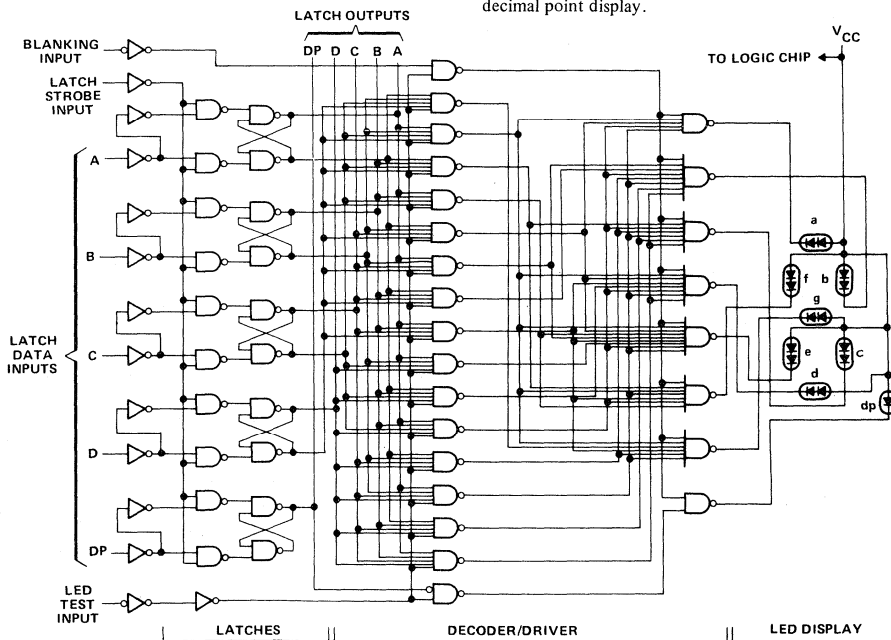 decimal point display.
LATCH OUTPUTS
DP D C B A
BLANKING
INPUT
LATCH
STROBE
INPUT
VCC
TO LOGIC CHIP
A
B
LATCH
DATA
INPUTS
C
D
DP
LED
TEST
INPUT
a
f
b
g
e
c
d
dp
LATCHES
DECODER/DRIVER
LED DISPLAY